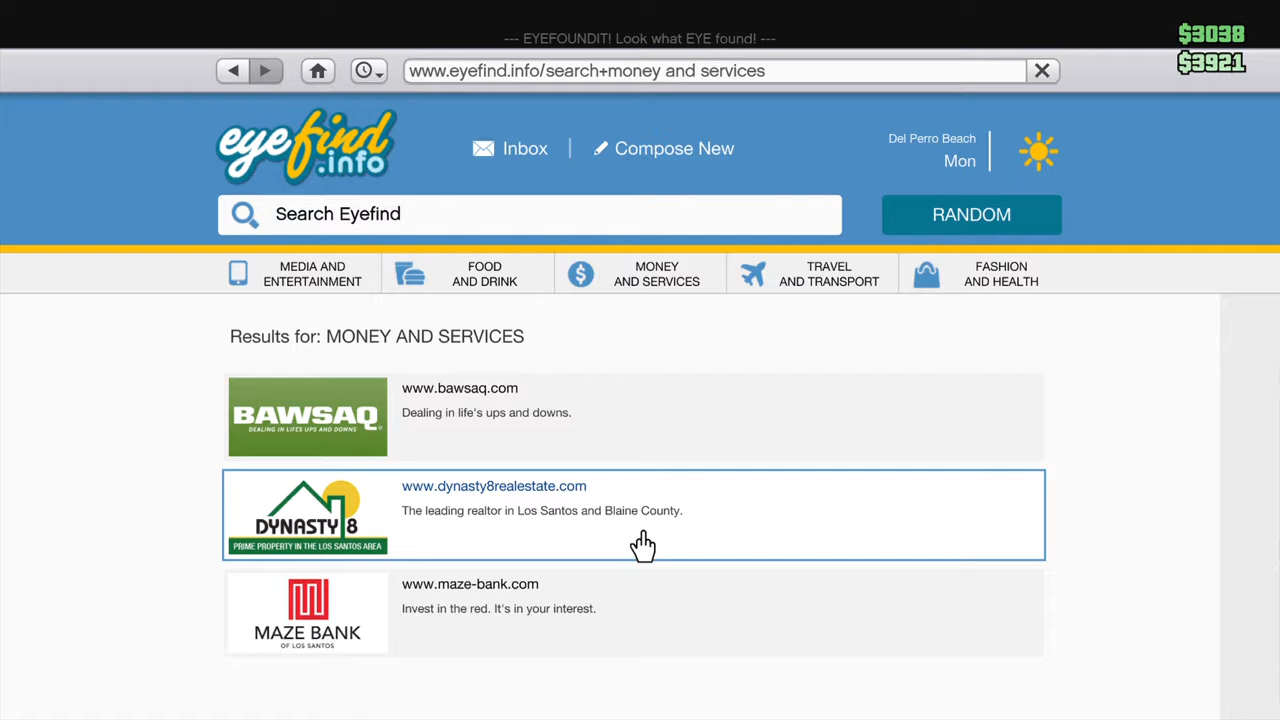 --- EYEFOUNDIT! Look what EYE found! ---
$3038
$3921
www.eyefind.info/search+money and services
eyefind
.info
Inbox
Compose New
Del Perro Beach
Mon
Search Eyefind
RANDOM
MEDIA AND
ENTERTAINMENT
FOOD
AND DRINK
MONEY
AND SERVICES
TRAVEL
AND TRANSPORT
FASHION
AND HEALTH
Results for: MONEY AND SERVICES
BAWSAQ
DEALING IN LIFE'S UPS AND DOWNS
www.bawsaq.com
Dealing in life's ups and downs.
DYNASTY 8
PRIME PROPERTY IN THE LOS SANTOS AREA
www.dynasty8realestate.com
The leading realtor in Los Santos and Blaine County.
MAZE BANK
OF LOS SANTOS
www.maze-bank.com
Invest in the red. It's in your interest.